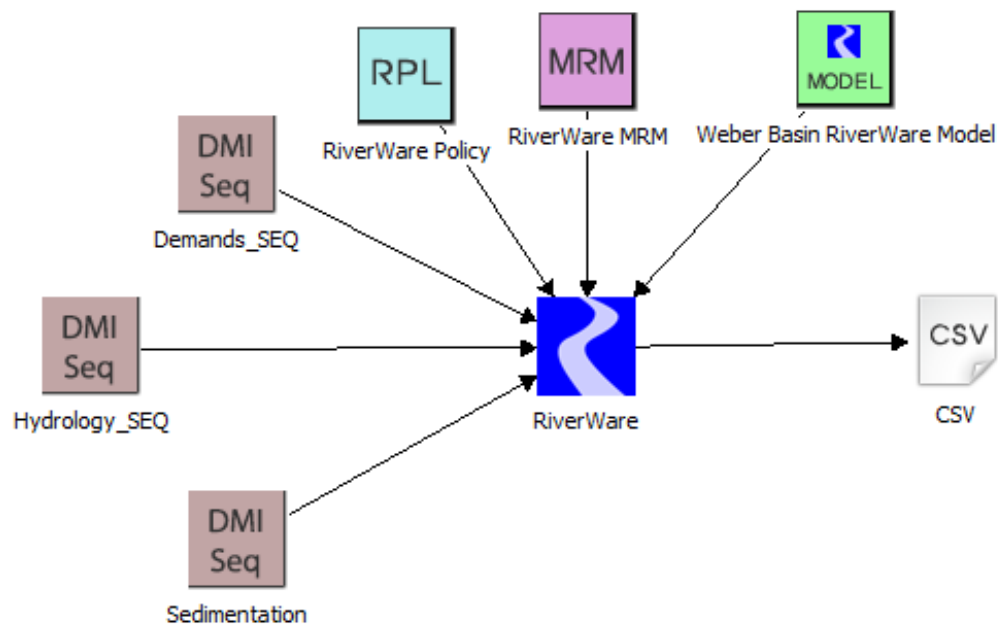 RPL
RiverWare Policy
MRM
RiverWare MRM
MODEL
Weber Basin RiverWare Model
DMI
Seq
Demands_SEQ
DMI
Seq
Hydrology_SEQ
RiverWare
CSV
CSV
DMI
Seq
Sedimentation